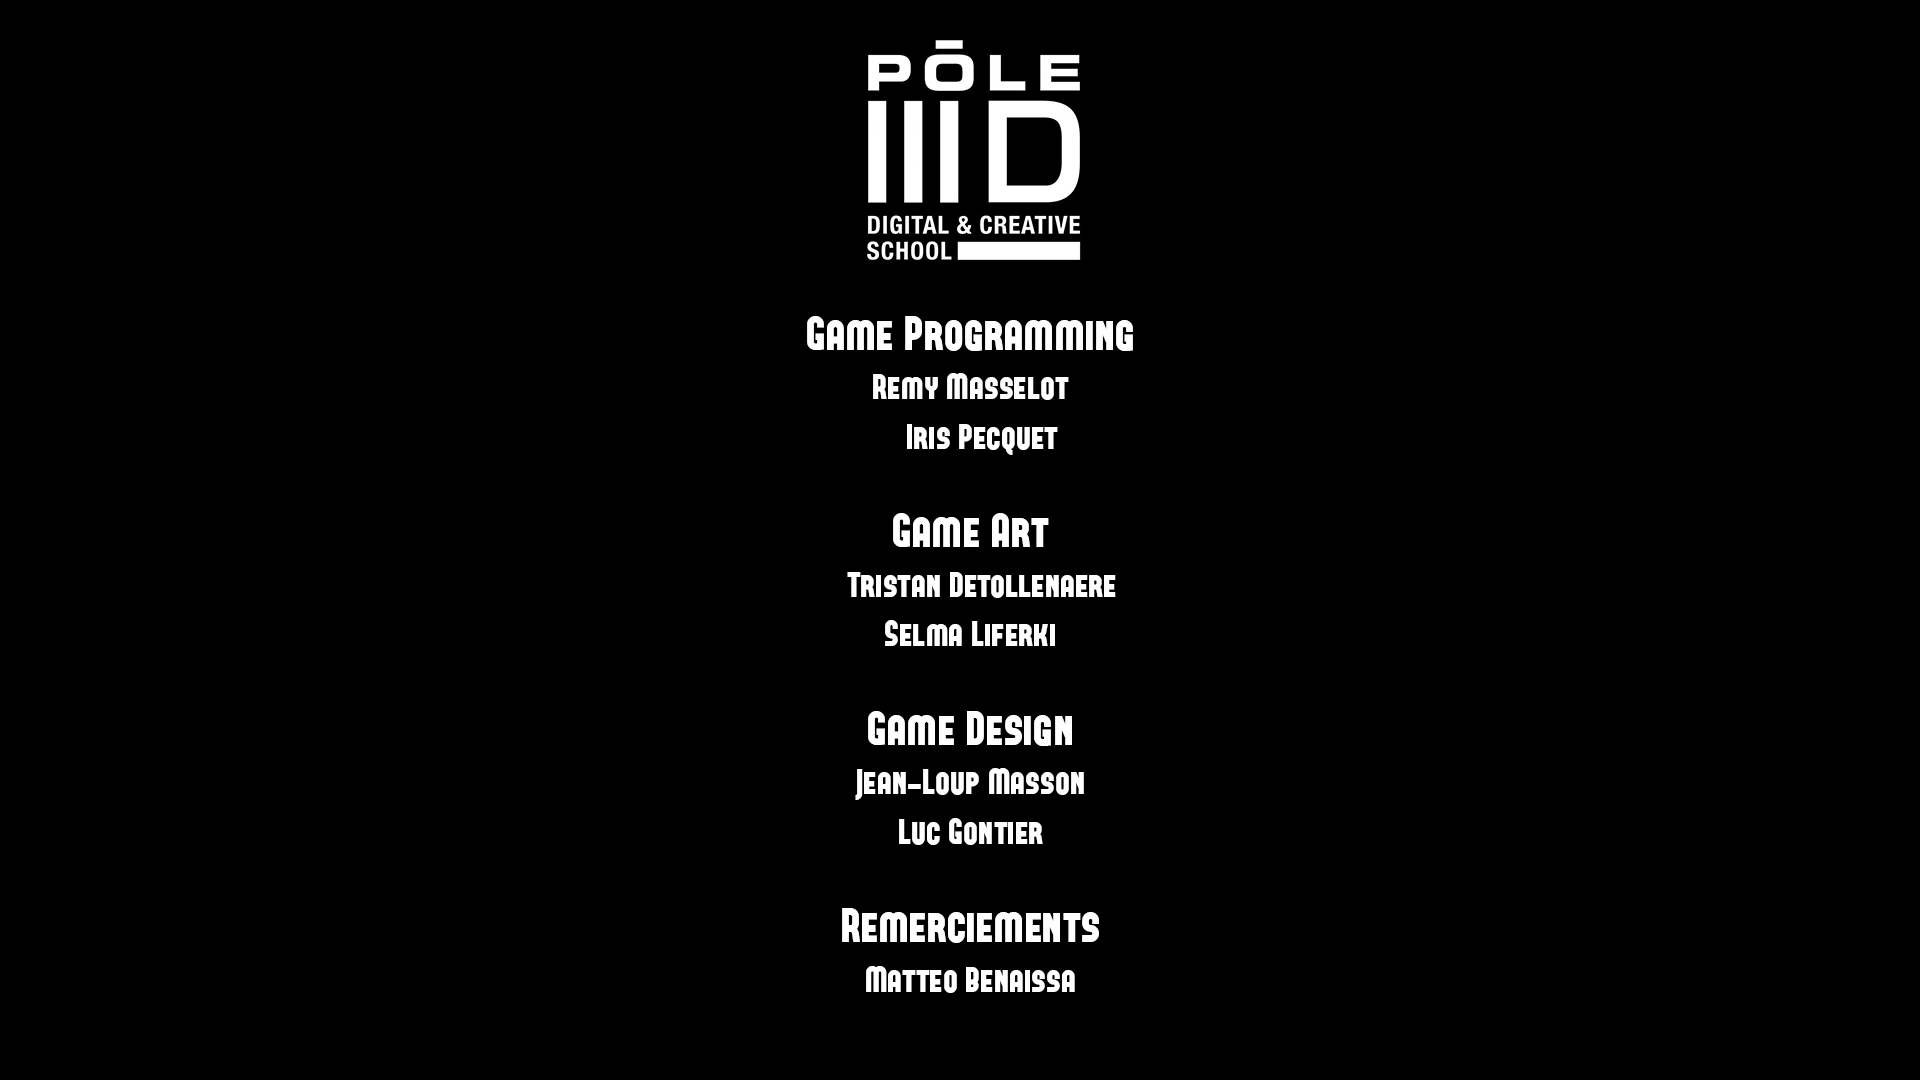 PŌLE
IIID
DIGITAL & CREATIVE
SCHOOL
Game Programming
Remy Masselot
Iris Pecquet
Game Art
Tristan Detollenaere
Selma Liferki
Game Design
Jean-Loup Masson
Luc Gontier
Remerciements
Matteo Benaissa